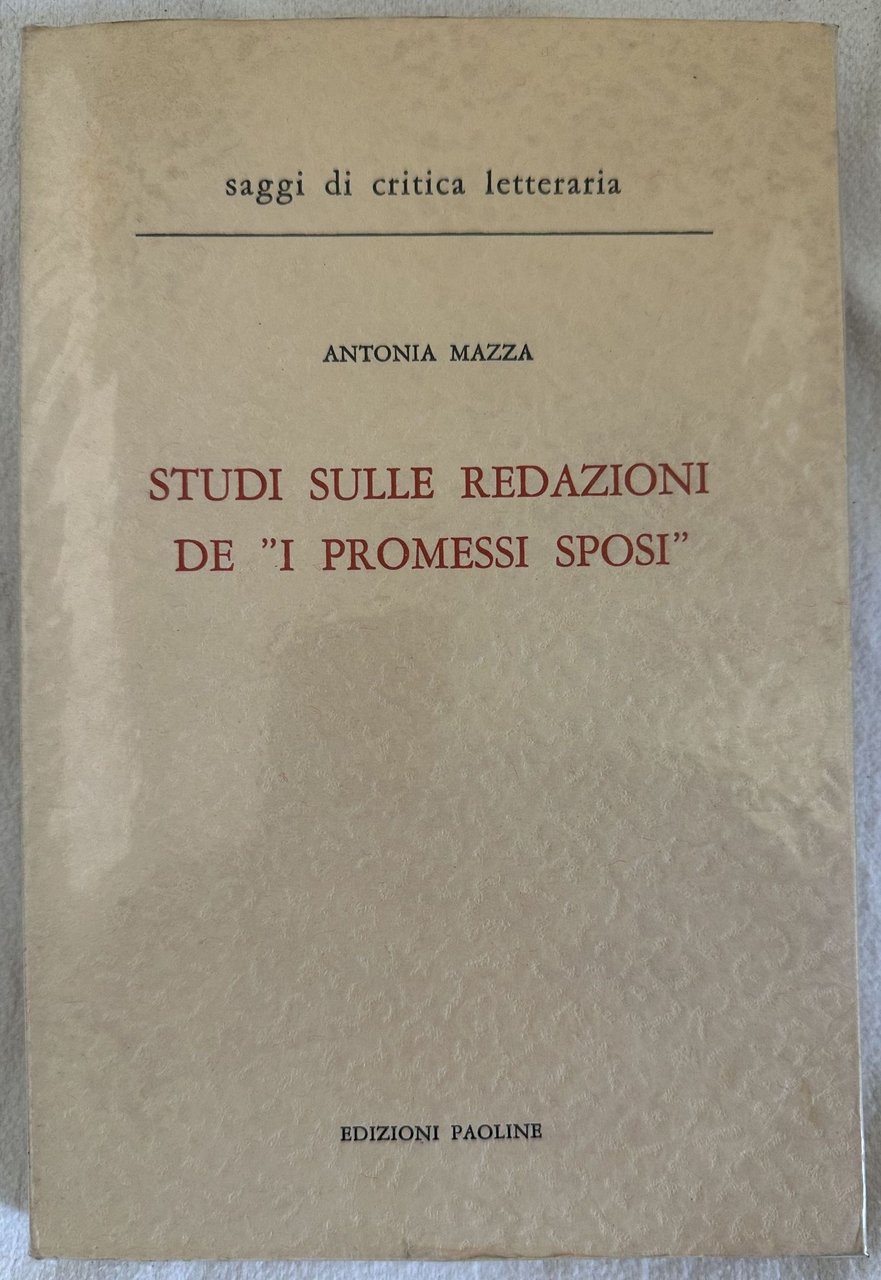 saggi di critica letteraria
ANTONIA MAZZA
STUDI SULLE REDAZIONI
DE ”I PROMESSI SPOSI”
EDIZIONI PAOLINE